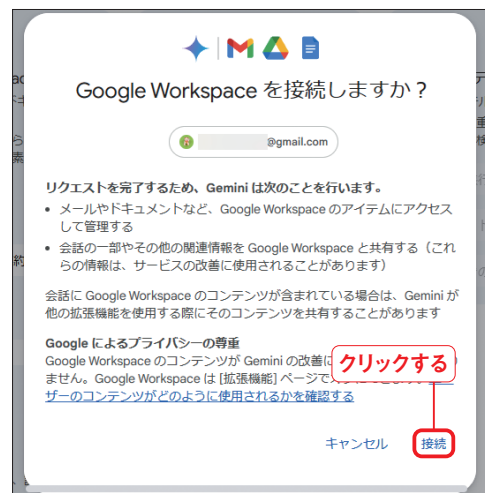 Google Workspace を接続しますか？
@gmail.com
リクエストを完了するため、Gemini は次のことを行います。
• メールやドキュメントなど、Google Workspace のアイテムにアクセス
して管理する
• 会話の一部やその他の関連情報を Google Workspace と共有する（これ
らの情報は、サービスの改善に使用されることがあります）
会話に Google Workspace のコンテンツが含まれている場合は、Gemini が
他の拡張機能を使用する際にそのコンテンツを共有することがあります
Google によるプライバシーの尊重
Google Workspace のコンテンツが Gemini の改善に
クリックする
ません。Google Workspace は [拡張機能] ページで
ザーのコンテンツがどのように使用されるかを確認する
キャンセル
接続